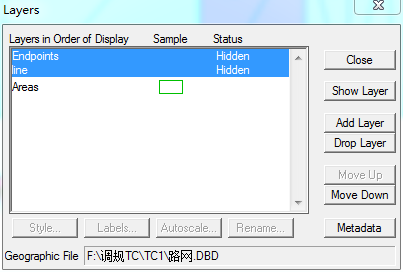 Layers
Layers in Order of Display Sample Status
Endpoints Hidden
line Hidden
Areas
Close
Show Layer
Add Layer
Drop Layer
Move Up
Move Down
Style... Labels... Autoscale... Rename... Metadata
Geographic File F:\调规TC\TC1\路网.DBD